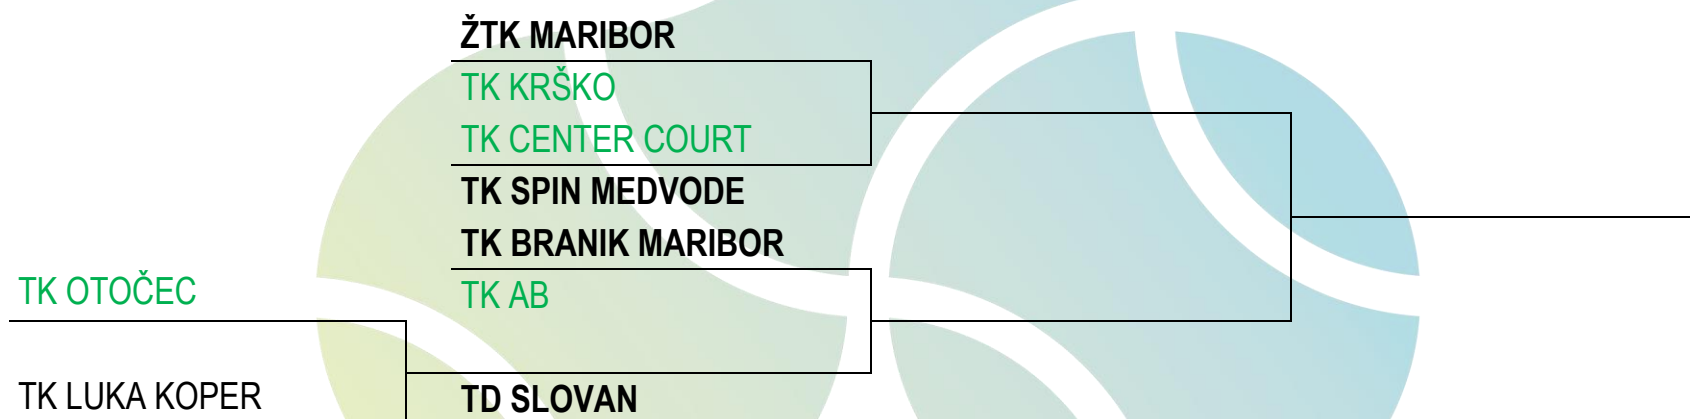 ŽTK MARIBOR
TK KRŠKO
TK CENTER COURT
TK SPIN MEDVODE
TK BRANIK MARIBOR
TK OTOČEC
TK AB
TK LUKA KOPER
TD SLOVAN